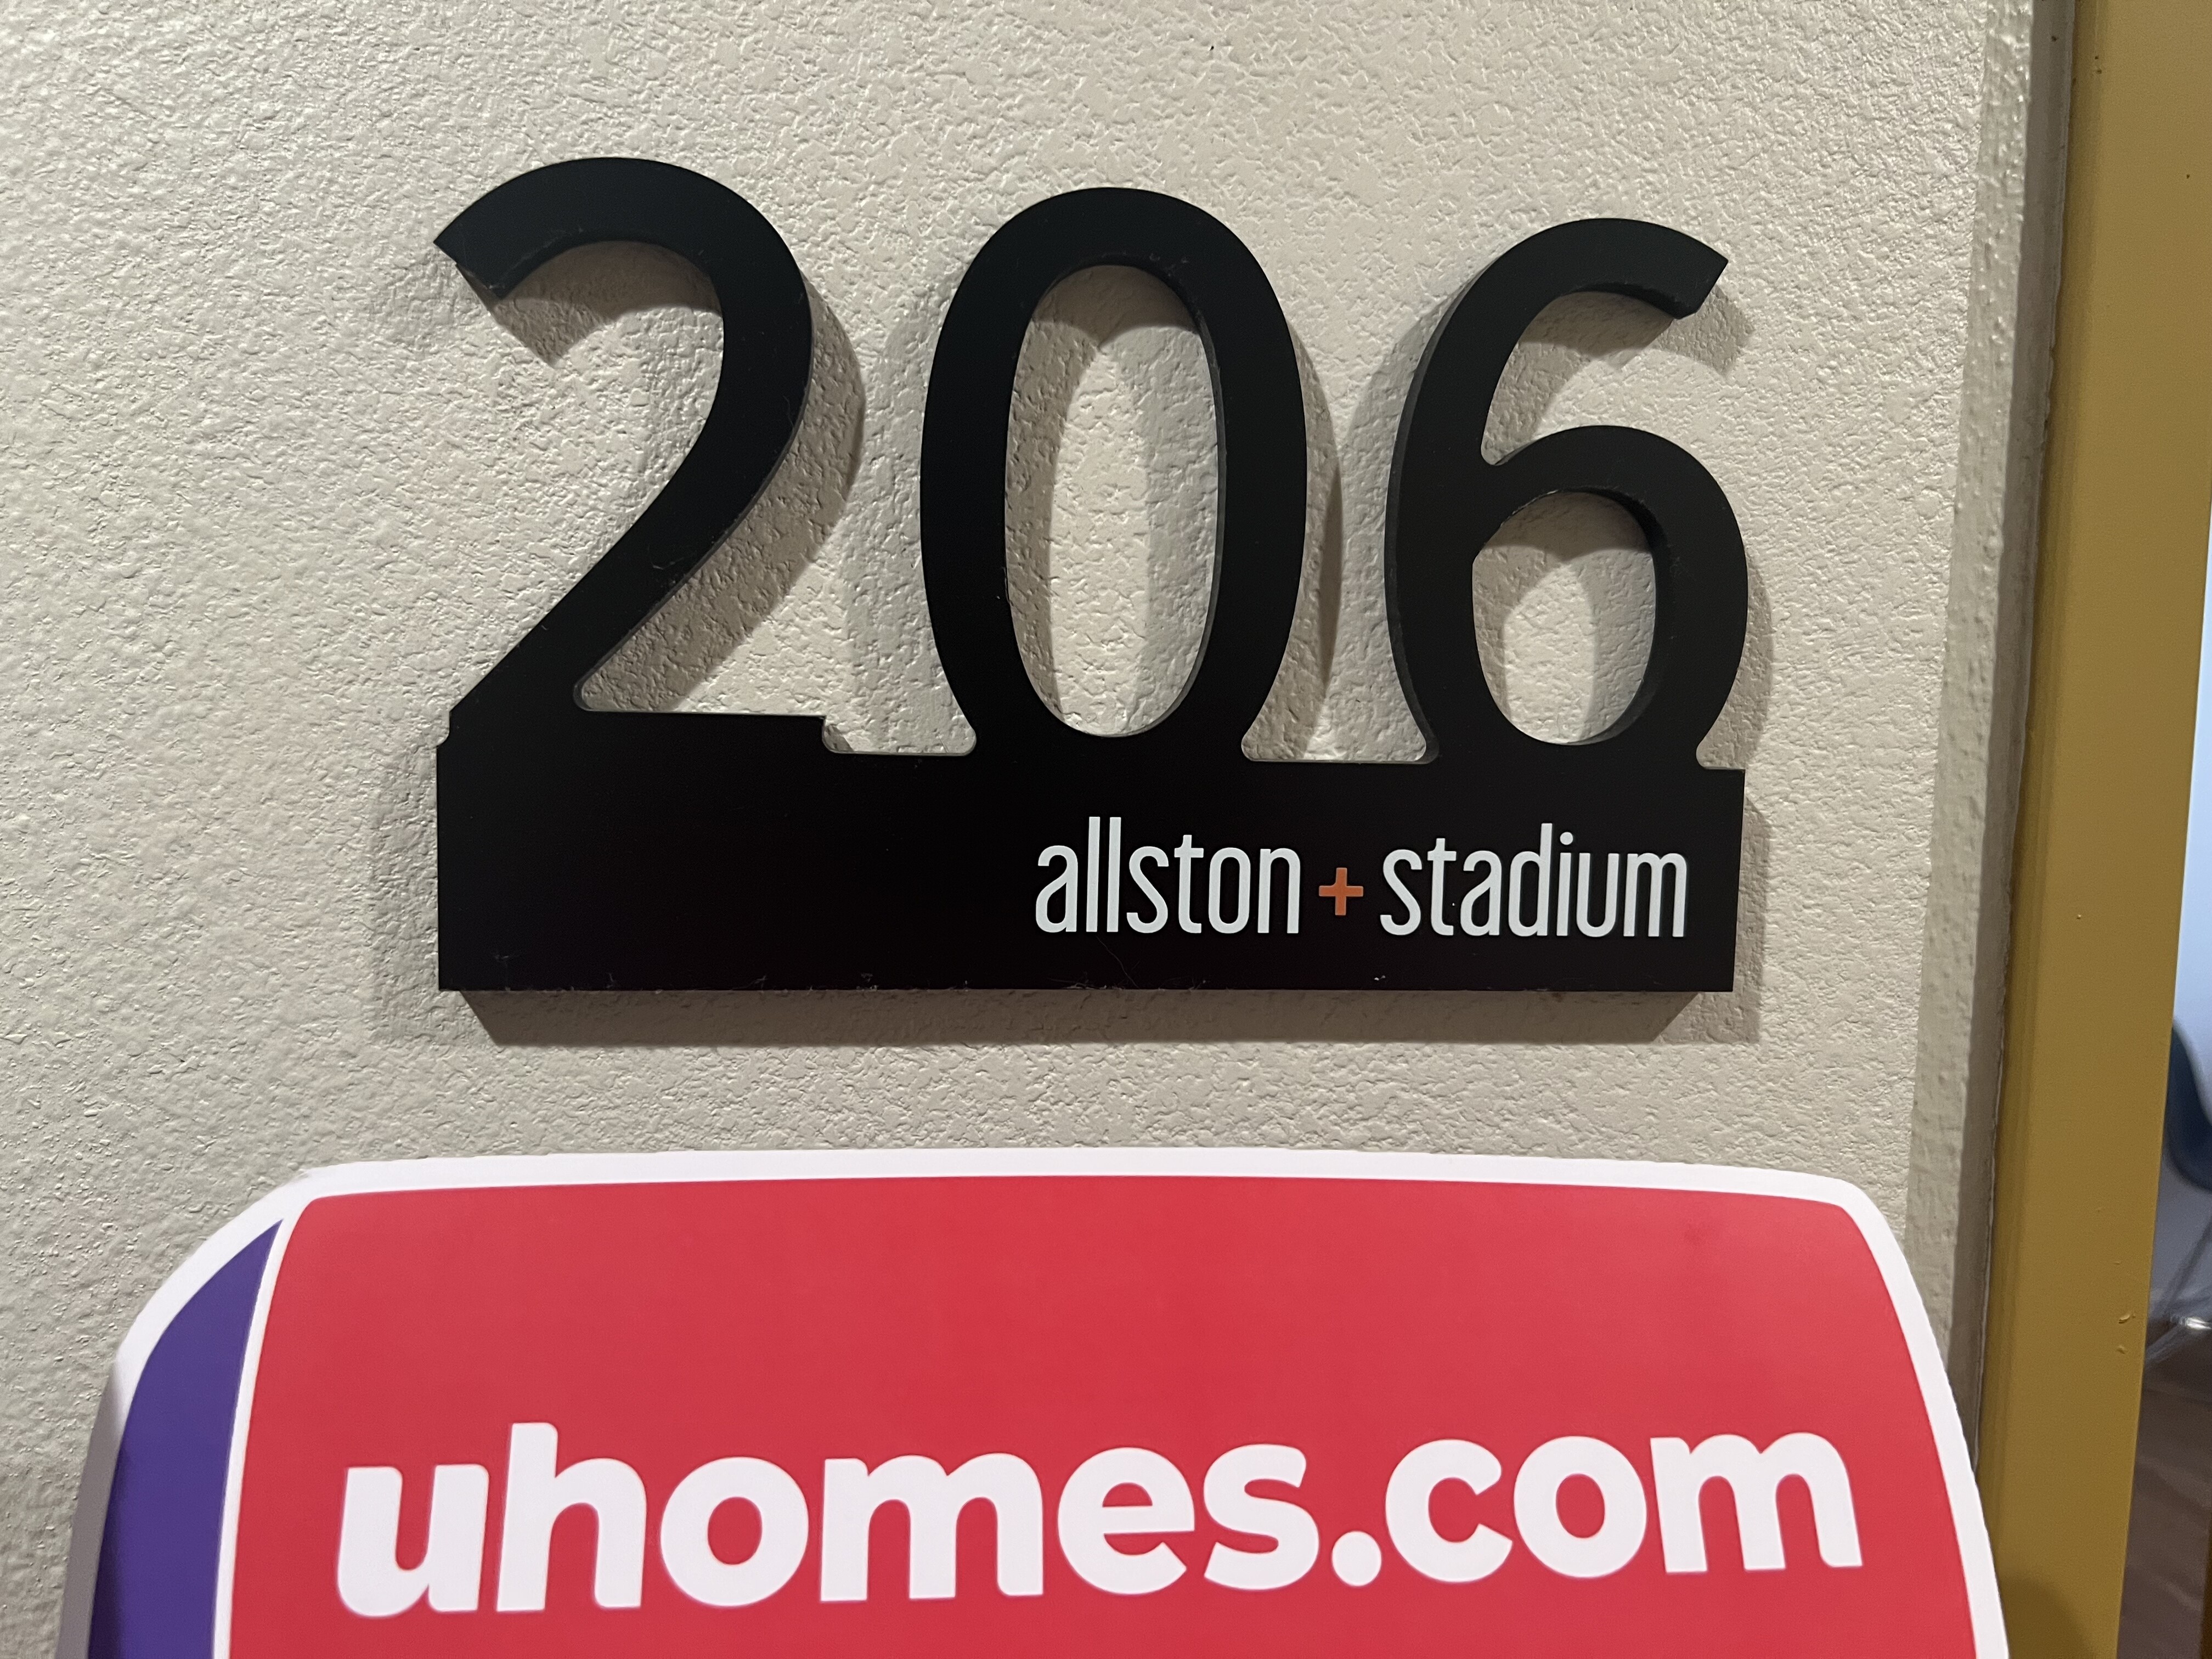 206
allston + stadium
uhomes.com